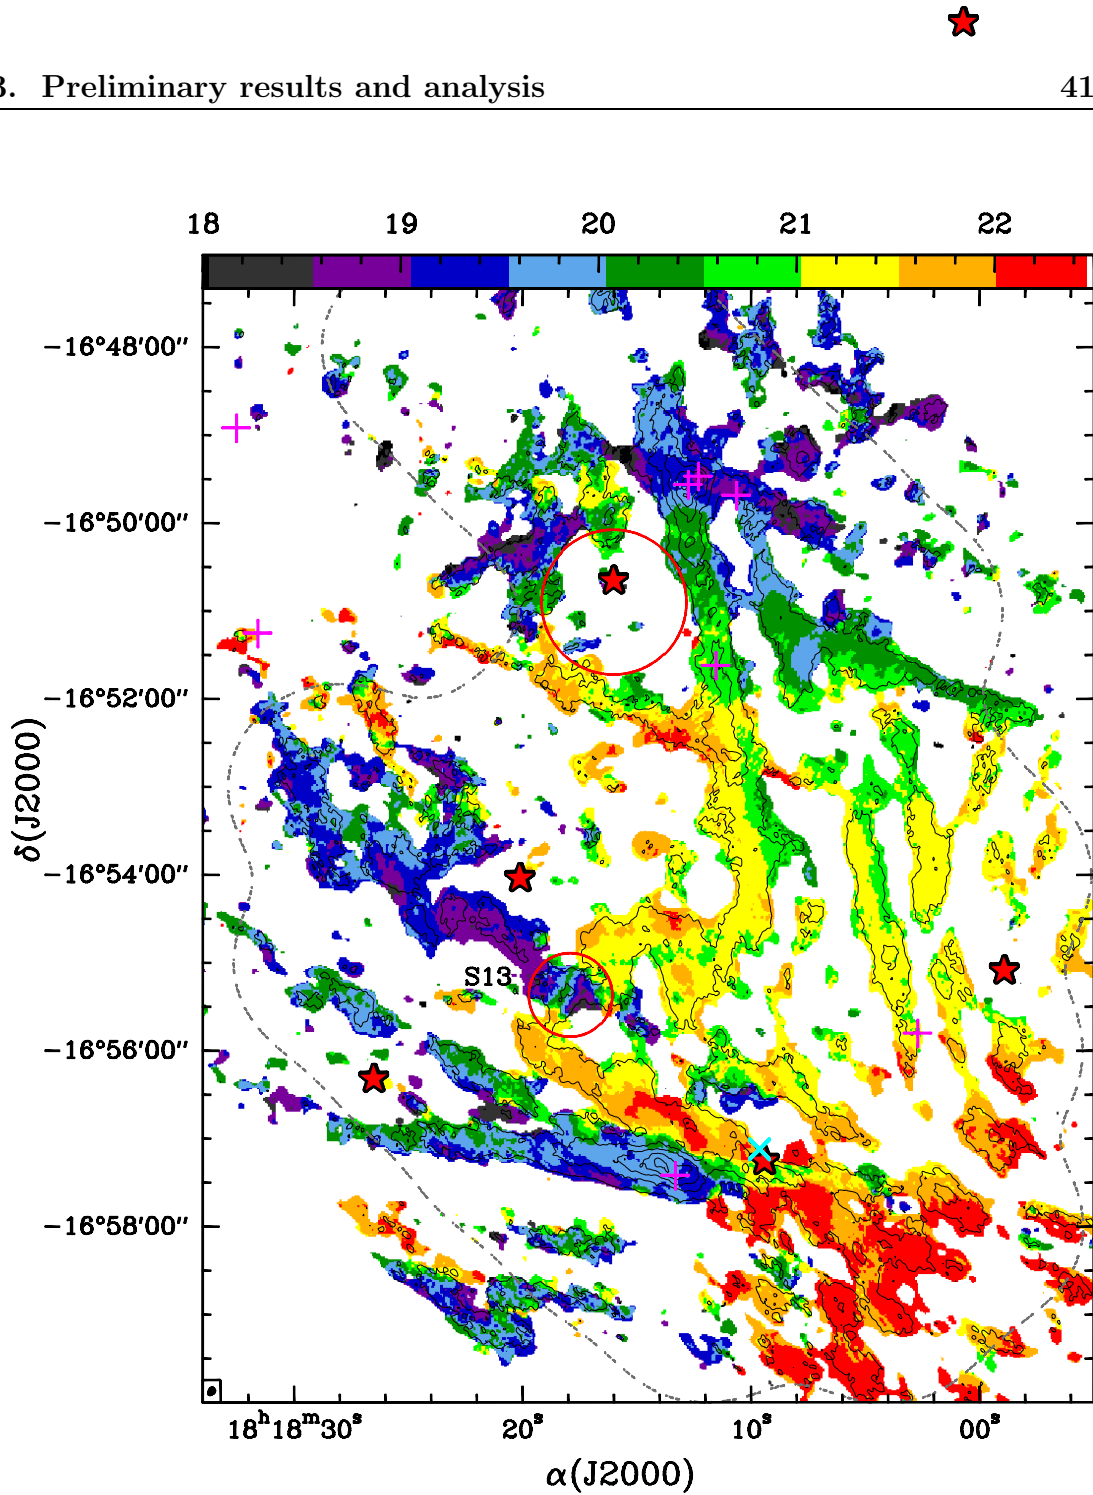 3. Preliminary results and analysis 41
18 19 20 21 22
−16°48′00″
−16°50′00″
−16°52′00″
−16°54′00″
S13
−16°56′00″
−16°58′00″
δ(J2000)
18ʰ18ᵐ30ˢ 20ˢ 10ˢ 00ˢ
α(J2000)